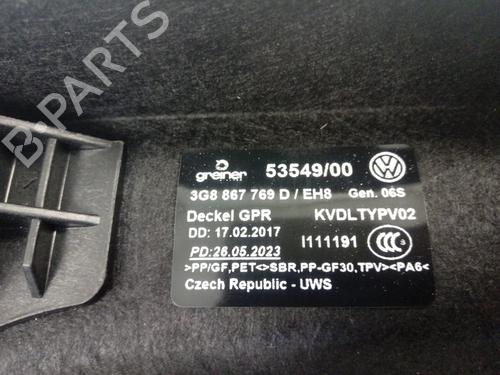 greiner 53549/00
3G8 867 769 D / EH8 Gen. 06S
Deckel GPR KVDLTYPV02
DD: 17.02.2017 I111191
PD:26.05.2023
>PP/GF,PET<>SBR,PP-GF30,TPV><PA6<
Czech Republic - UWS
B-PARTS